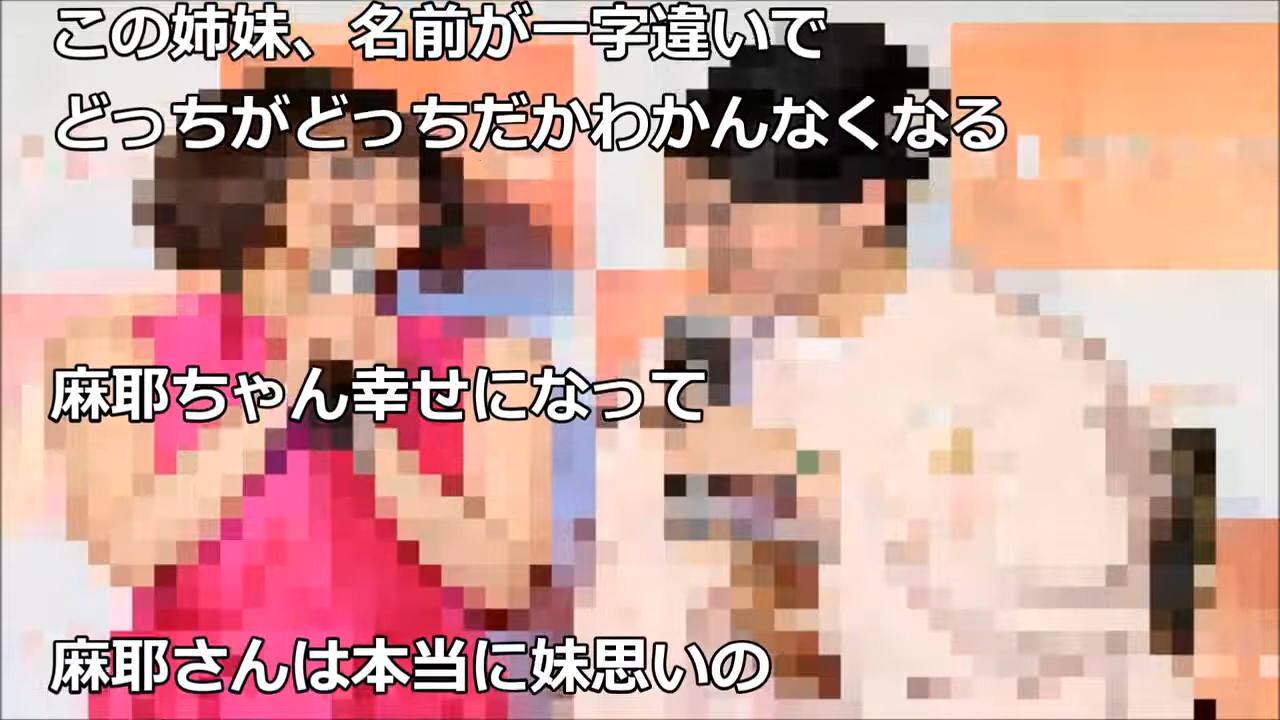 この姉妹、名前が一字違いで
どっちがどっちだかわかんなくなる
麻耶ちゃん幸せになって
麻耶さんは本当に妹思いの